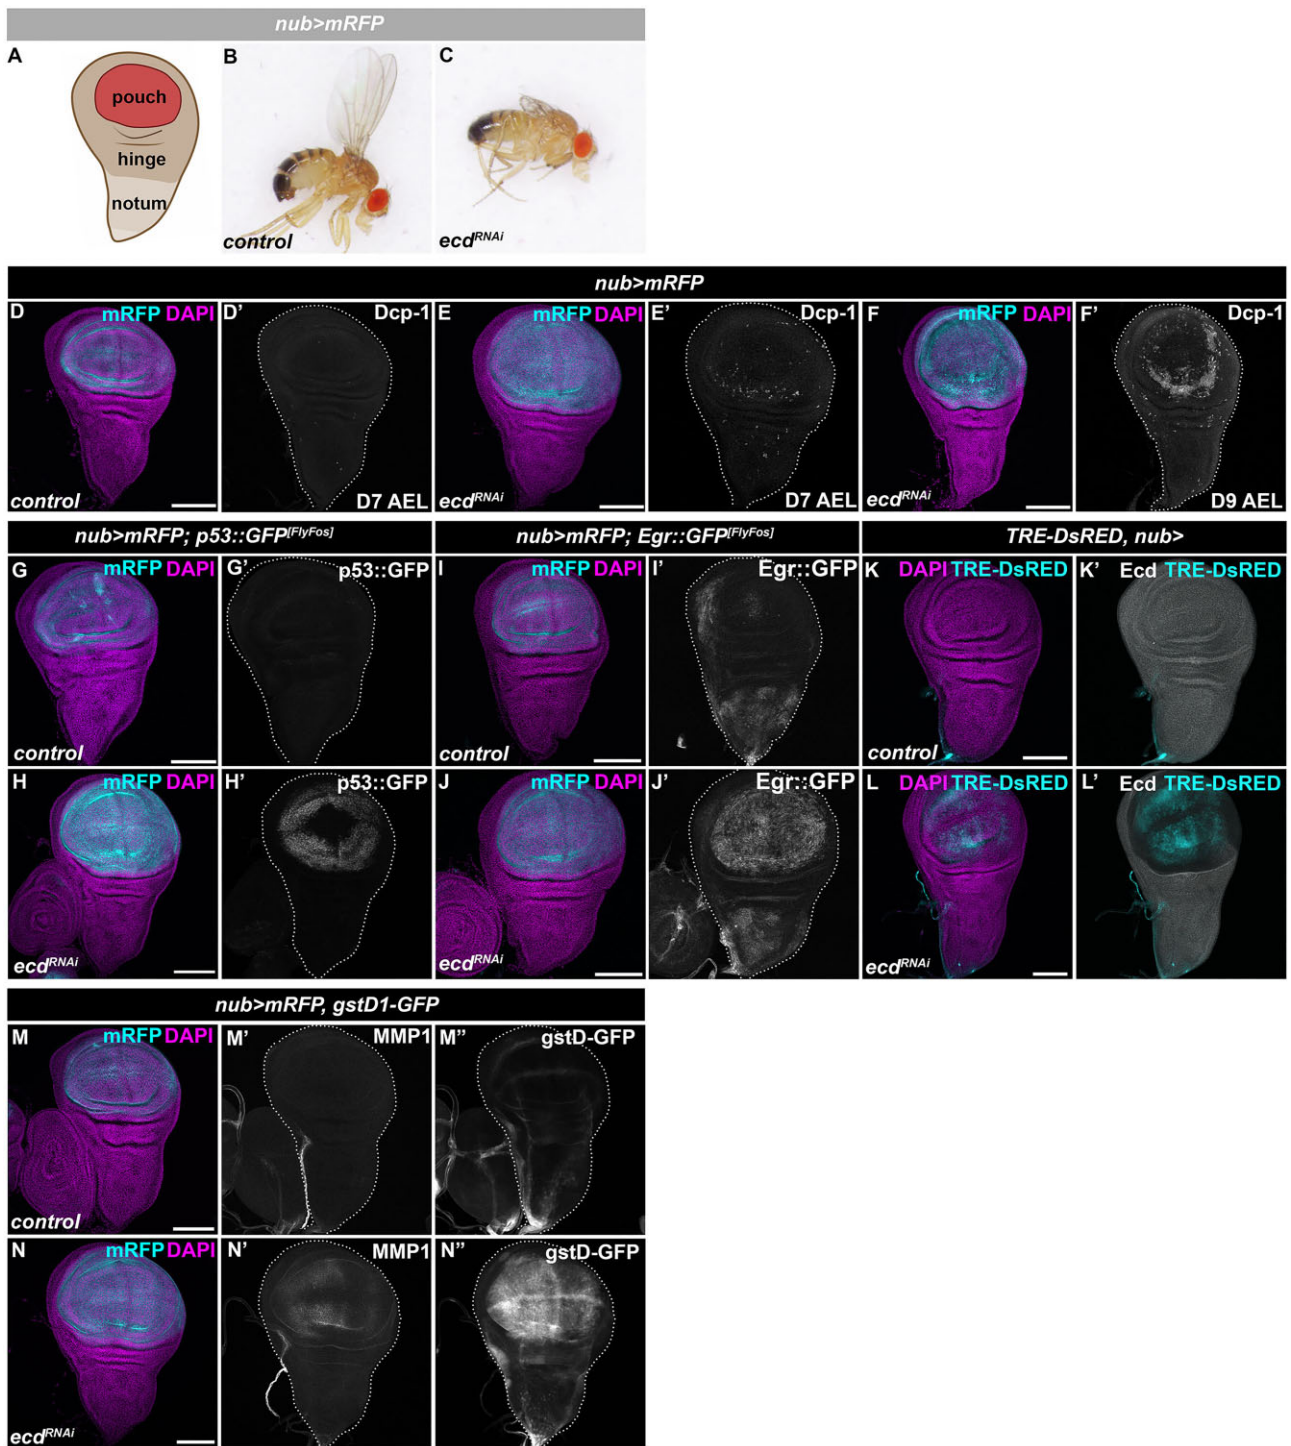 nub>mRFP
A
pouch
hinge
notum
B
control
C
ecdRNAi
nub>mRFP
D mRFP DAPI
control
D' Dcp-1
D7 AEL
E mRFP DAPI
ecdRNAi
E' Dcp-1
D7 AEL
F mRFP DAPI
ecdRNAi
F' Dcp-1
D9 AEL
nub>mRFP; p53::GFP[FlyFos]
nub>mRFP; Egr::GFP[FlyFos]
TRE-DsRED, nub>
G mRFP DAPI
control
G' p53::GFP
I mRFP DAPI
control
I' Egr::GFP
K DAPI TRE-DsRED
control
K' Ecd TRE-DsRED
H mRFP DAPI
ecdRNAi
H' p53::GFP
J mRFP DAPI
ecdRNAi
J' Egr::GFP
L DAPI TRE-DsRED
ecdRNAi
L' Ecd TRE-DsRED
nub>mRFP, gstD1-GFP
M mRFP DAPI
control
M' MMP1
M" gstD-GFP
N mRFP DAPI
ecdRNAi
N' MMP1
N" gstD-GFP